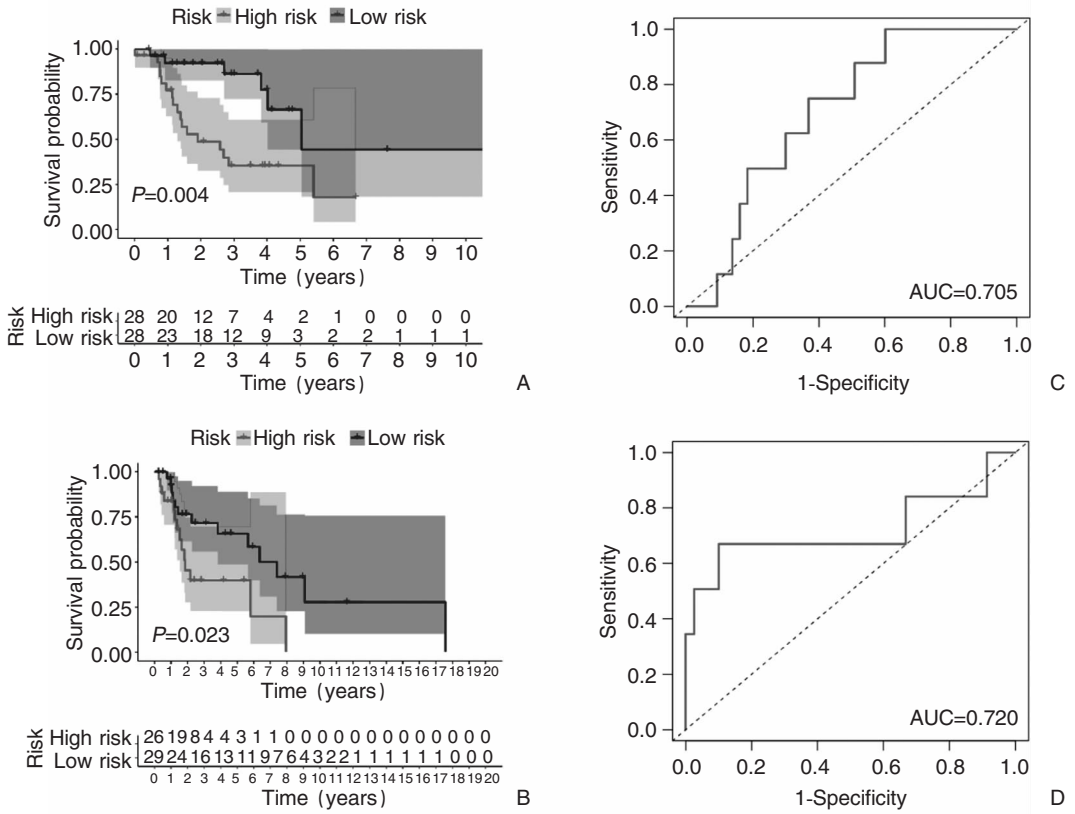 Risk High risk Low risk
Survival probability
1.00
0.75
0.50
0.25
0.00
P=0.004
0 1 2 3 4 5 6 7 8 9 10
Time (years)
Risk
High risk 28 20 12 7 4 2 1 0 0 0 0
Low risk 28 23 18 12 9 3 2 2 1 1 1
0 1 2 3 4 5 6 7 8 9 10
Time (years)
A
Sensitivity
1.0
0.8
0.6
0.4
0.2
0.0
AUC=0.705
0.0 0.2 0.4 0.6 0.8 1.0
1-Specificity
C
Risk High risk Low risk
Survival probability
1.00
0.75
0.50
0.25
0.00
P=0.023
0 1 2 3 4 5 6 7 8 9 10 11 12 13 14 15 16 17 18 19 20
Time (years)
Risk
High risk 26 19 8 4 4 3 1 1 0 0 0 0 0 0 0 0 0 0 0 0 0
Low risk 29 24 16 13 11 9 7 6 4 3 2 2 1 1 1 1 1 1 0 0 0
0 1 2 3 4 5 6 7 8 9 10 11 12 13 14 15 16 17 18 19 20
Time (years)
B
Sensitivity
1.0
0.8
0.6
0.4
0.2
0.0
AUC=0.720
0.0 0.2 0.4 0.6 0.8 1.0
1-Specificity
D